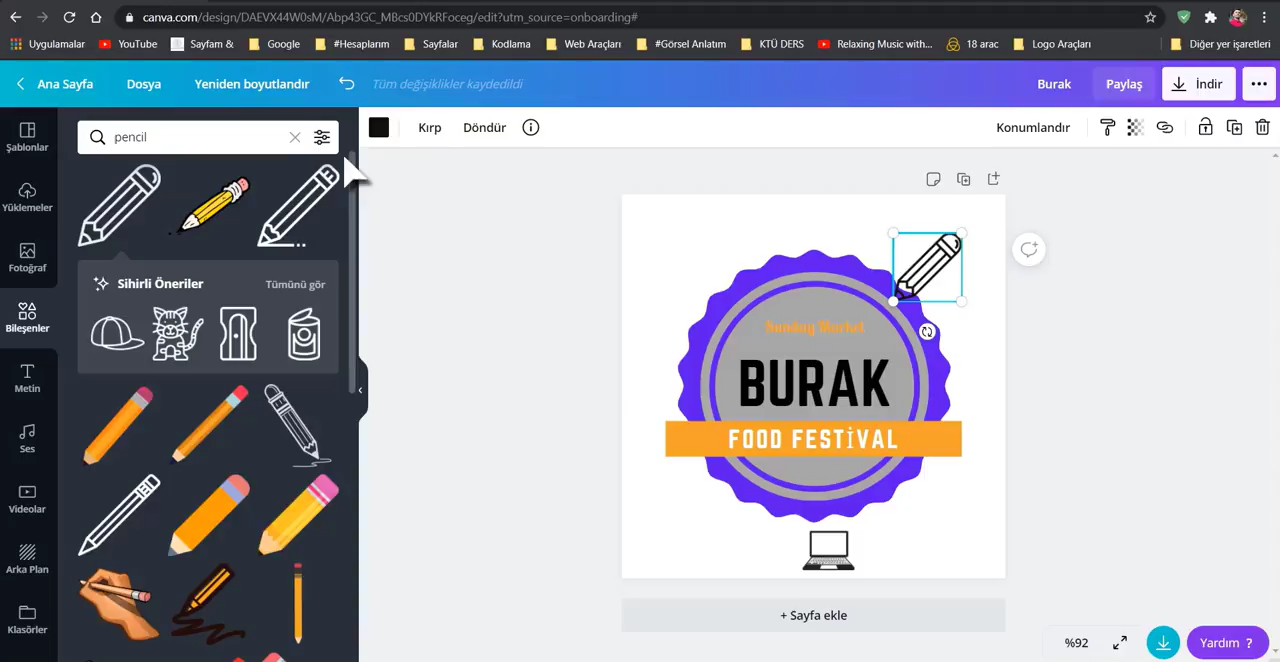 canva.com/design/DAEVX44W0sM/Abp43GC_MBcs0DYkRFoceg/edit?utm_source=onboarding#
Uygulamalar YouTube Sayfam & Google #Hesaplarım Sayfalar Kodlama Web Araçları #Görsel Anlatım KTÜ DERS Relaxing Music with... 18 arac Logo Araçları Diğer yer işaretleri
Ana Sayfa Dosya Yeniden boyutlandır Tüm değişiklikler kaydedildi Burak Paylaş İndir
pencil Kırp Döndür Konumlandır
Şablonlar
Yüklemeler
Fotoğraf
Bileşenler
Metin
Ses
Videolar
Arka Plan
Klasörler
Sihirli Öneriler Tümünü gör
Sunday Market
BURAK
FOOD FESTİVAL
+ Sayfa ekle
%92 Yardım ?